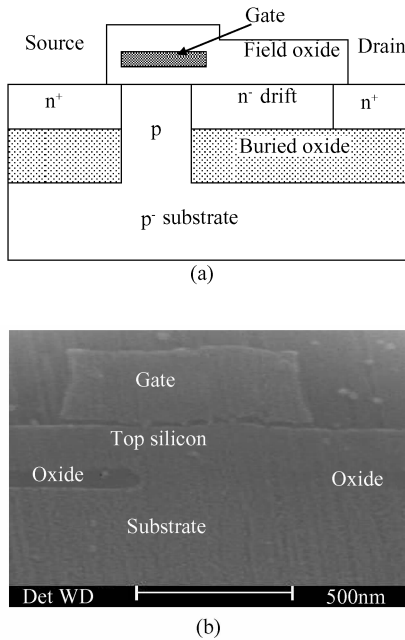 Gate
Source
Field oxide
Drain
n+
n- drift
n+
p
Buried oxide
p- substrate
(a)
Gate
Top silicon
Oxide
Oxide
Substrate
Det WD
500nm
(b)